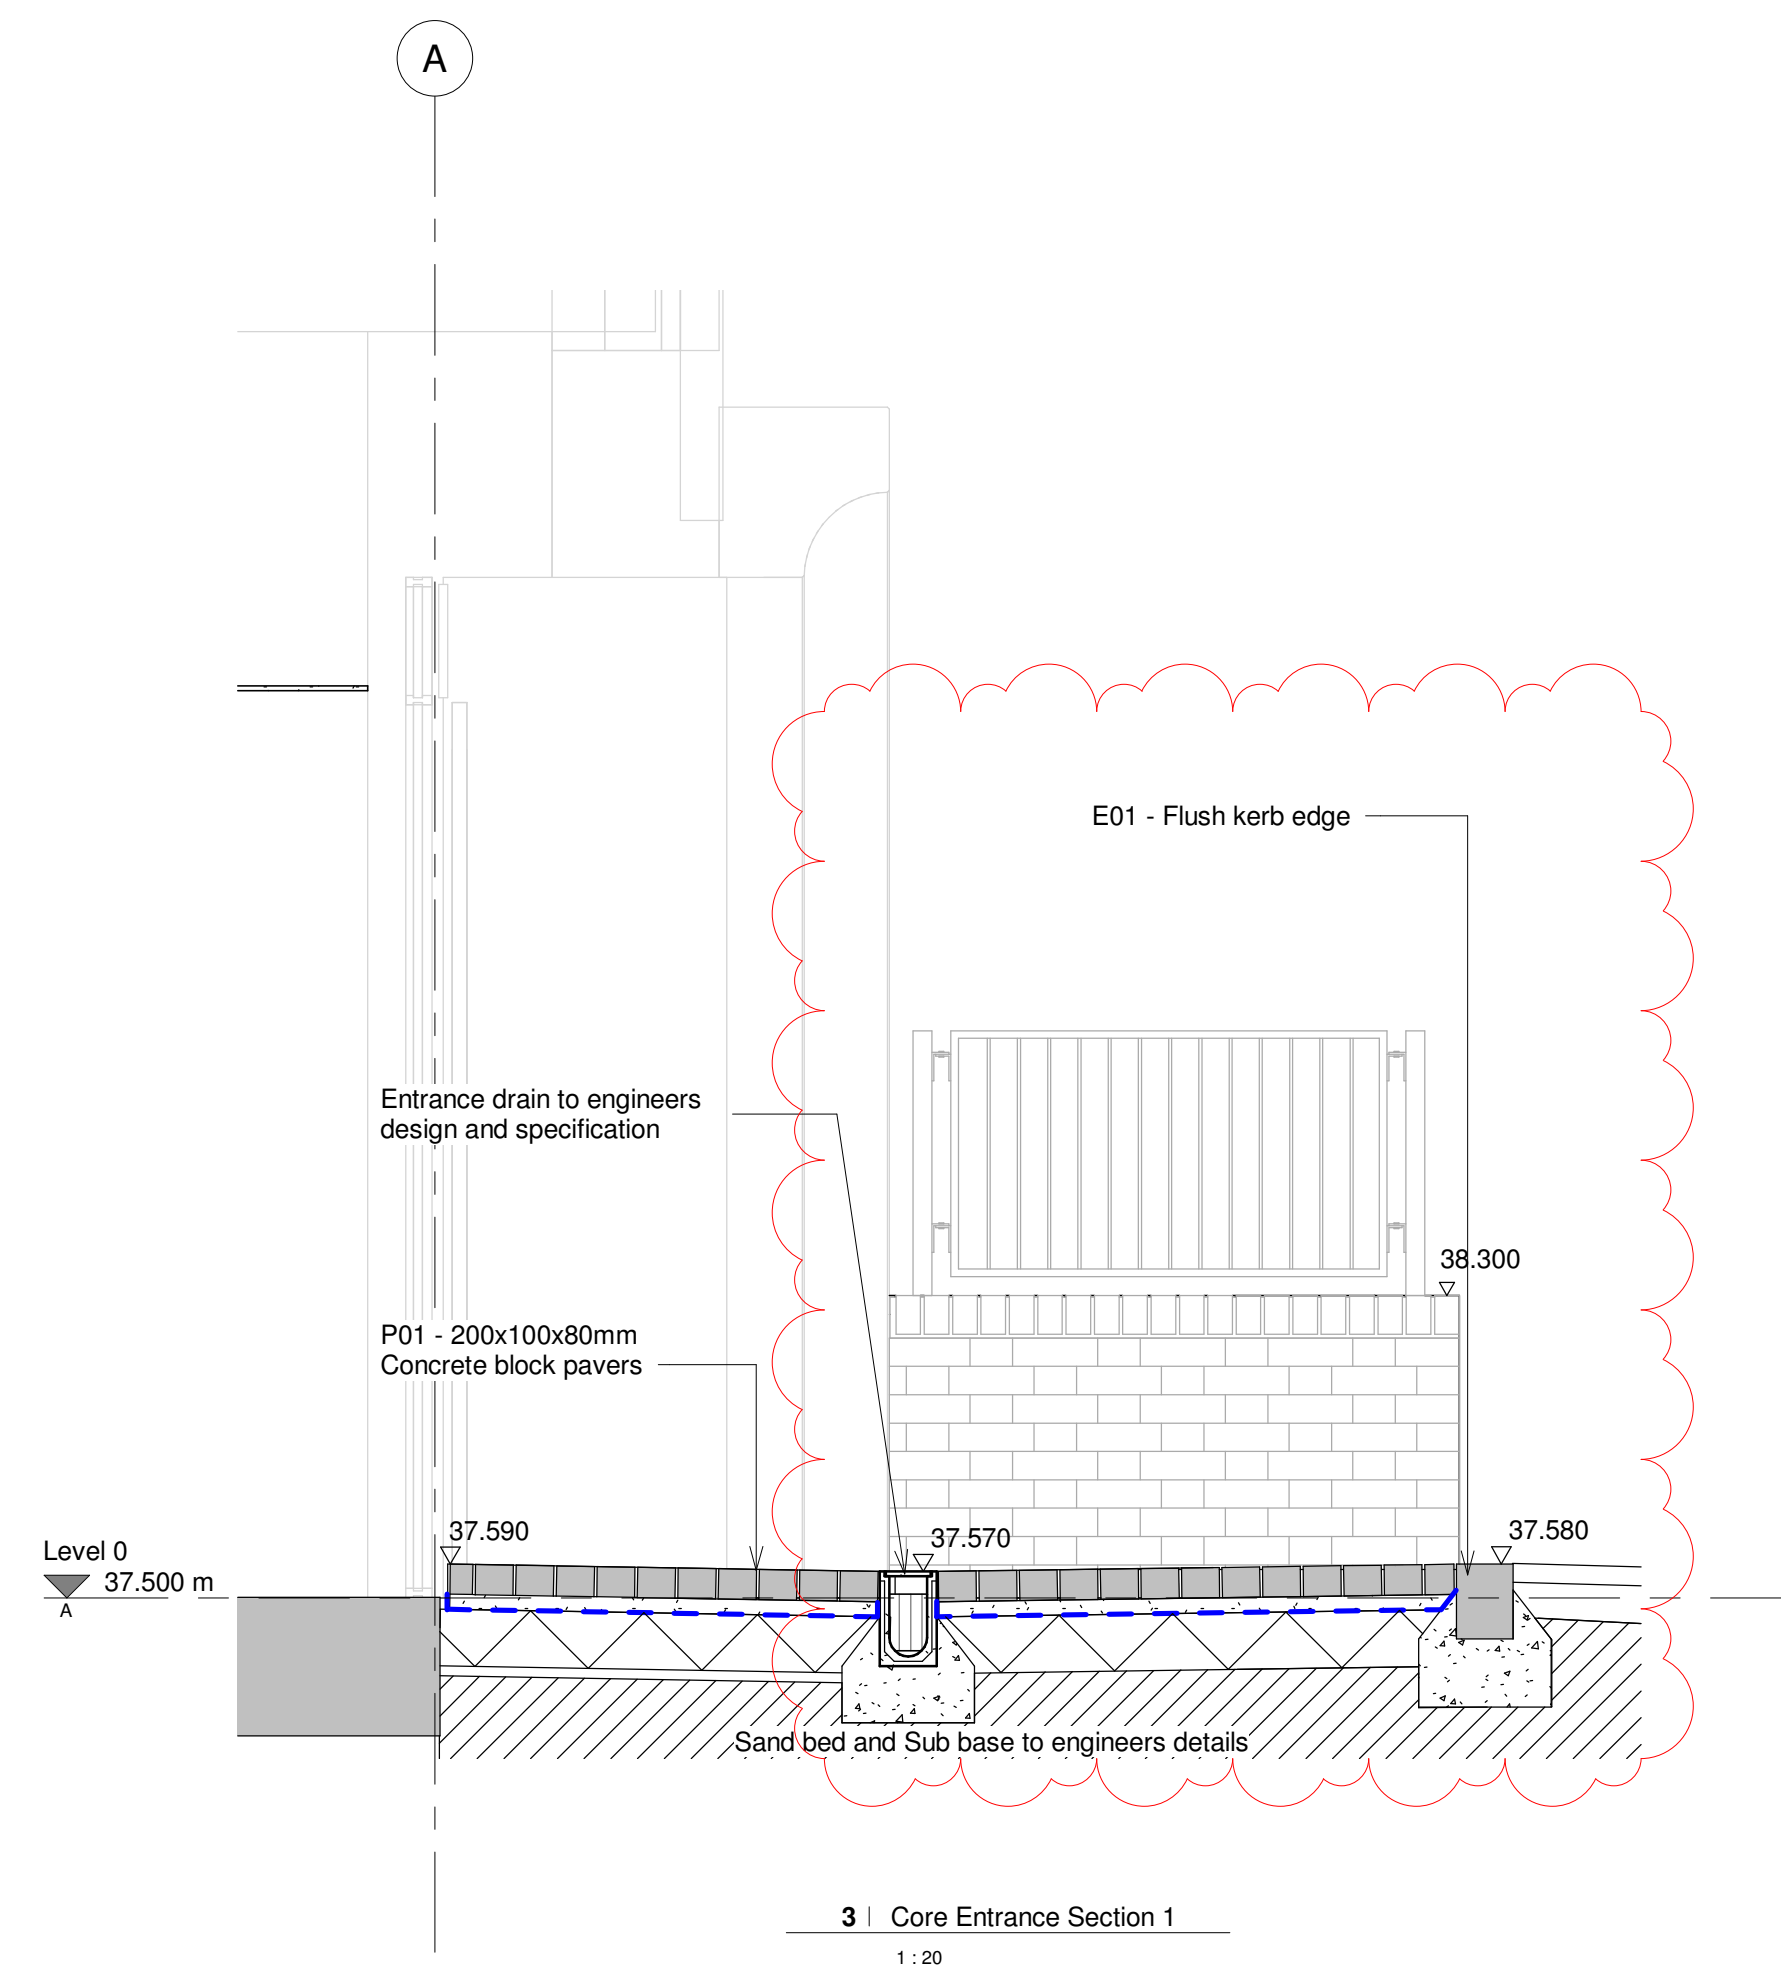 A
E01 - Flush kerb edge
Entrance drain to engineers
design and specification
38.300
P01 - 200x100x80mm
Concrete block pavers
37.590
37.570
37.580
Level 0
37.500 m
A
Sand bed and Sub base to engineers details
3 | Core Entrance Section 1
1 : 20